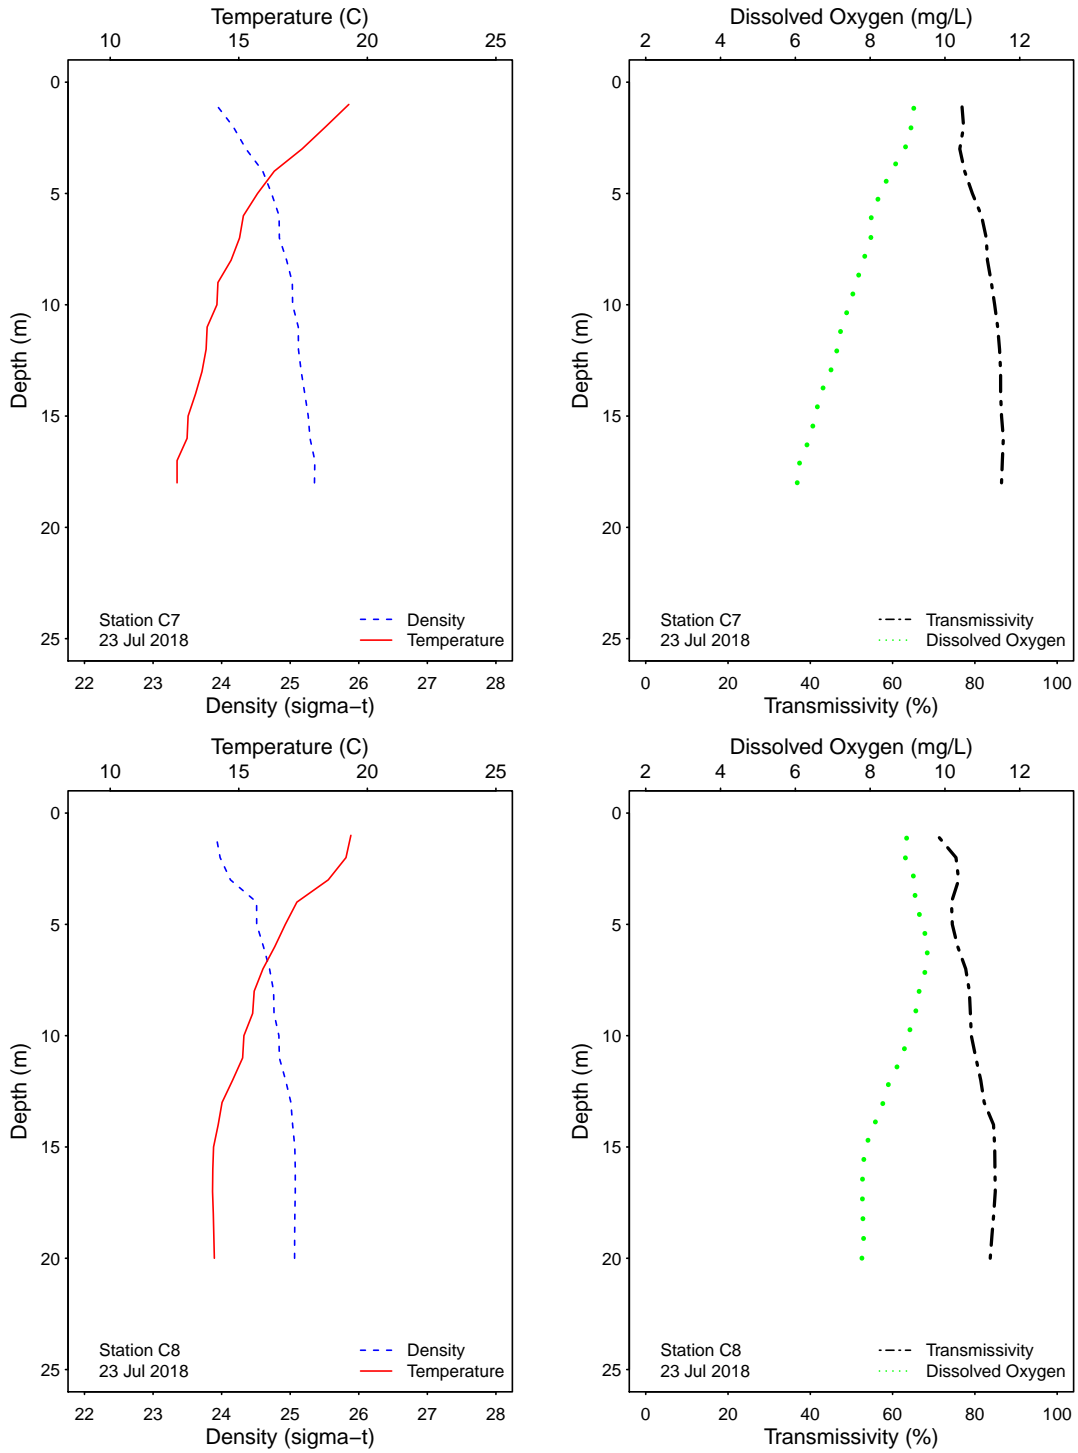 Temperature (C)
10 15 20 25
0
5
10
15
20
25
Depth (m)
Station C7
23 Jul 2018
Density
Temperature
22 23 24 25 26 27 28
Density (sigma−t)
Dissolved Oxygen (mg/L)
2 4 6 8 10 12
0
5
10
15
20
25
Depth (m)
Station C7
23 Jul 2018
Transmissivity
Dissolved Oxygen
0 20 40 60 80 100
Transmissivity (%)
Temperature (C)
10 15 20 25
0
5
10
15
20
25
Depth (m)
Station C8
23 Jul 2018
Density
Temperature
22 23 24 25 26 27 28
Density (sigma−t)
Dissolved Oxygen (mg/L)
2 4 6 8 10 12
0
5
10
15
20
25
Depth (m)
Station C8
23 Jul 2018
Transmissivity
Dissolved Oxygen
0 20 40 60 80 100
Transmissivity (%)